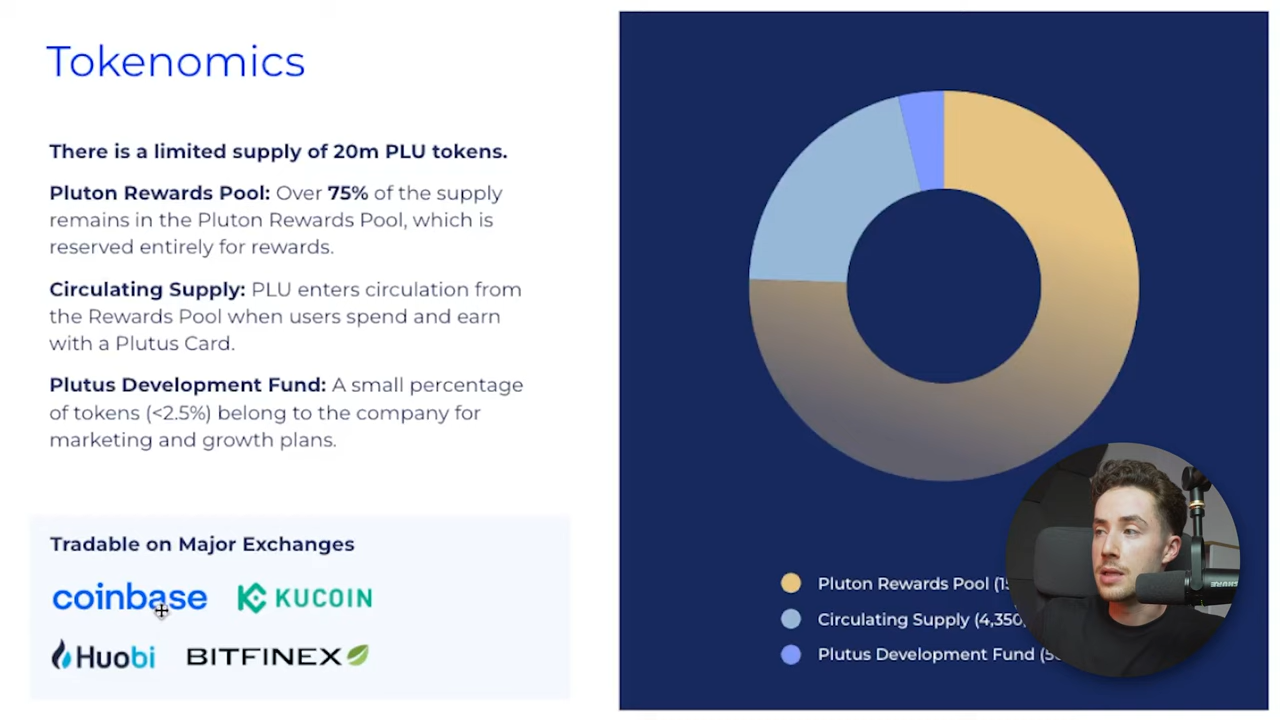 Tokenomics
There is a limited supply of 20m PLU tokens.
Pluton Rewards Pool: Over 75% of the supply
remains in the Pluton Rewards Pool, which is
reserved entirely for rewards.
Circulating Supply: PLU enters circulation from
the Rewards Pool when users spend and earn
with a Plutus Card.
Plutus Development Fund: A small percentage
of tokens (<2.5%) belong to the company for
marketing and growth plans.
Tradable on Major Exchanges
coinbase KUCOIN
Huobi BITFINEX
Pluton Rewards Pool
Circulating Supply (4,350,
Plutus Development Fund
SHURE